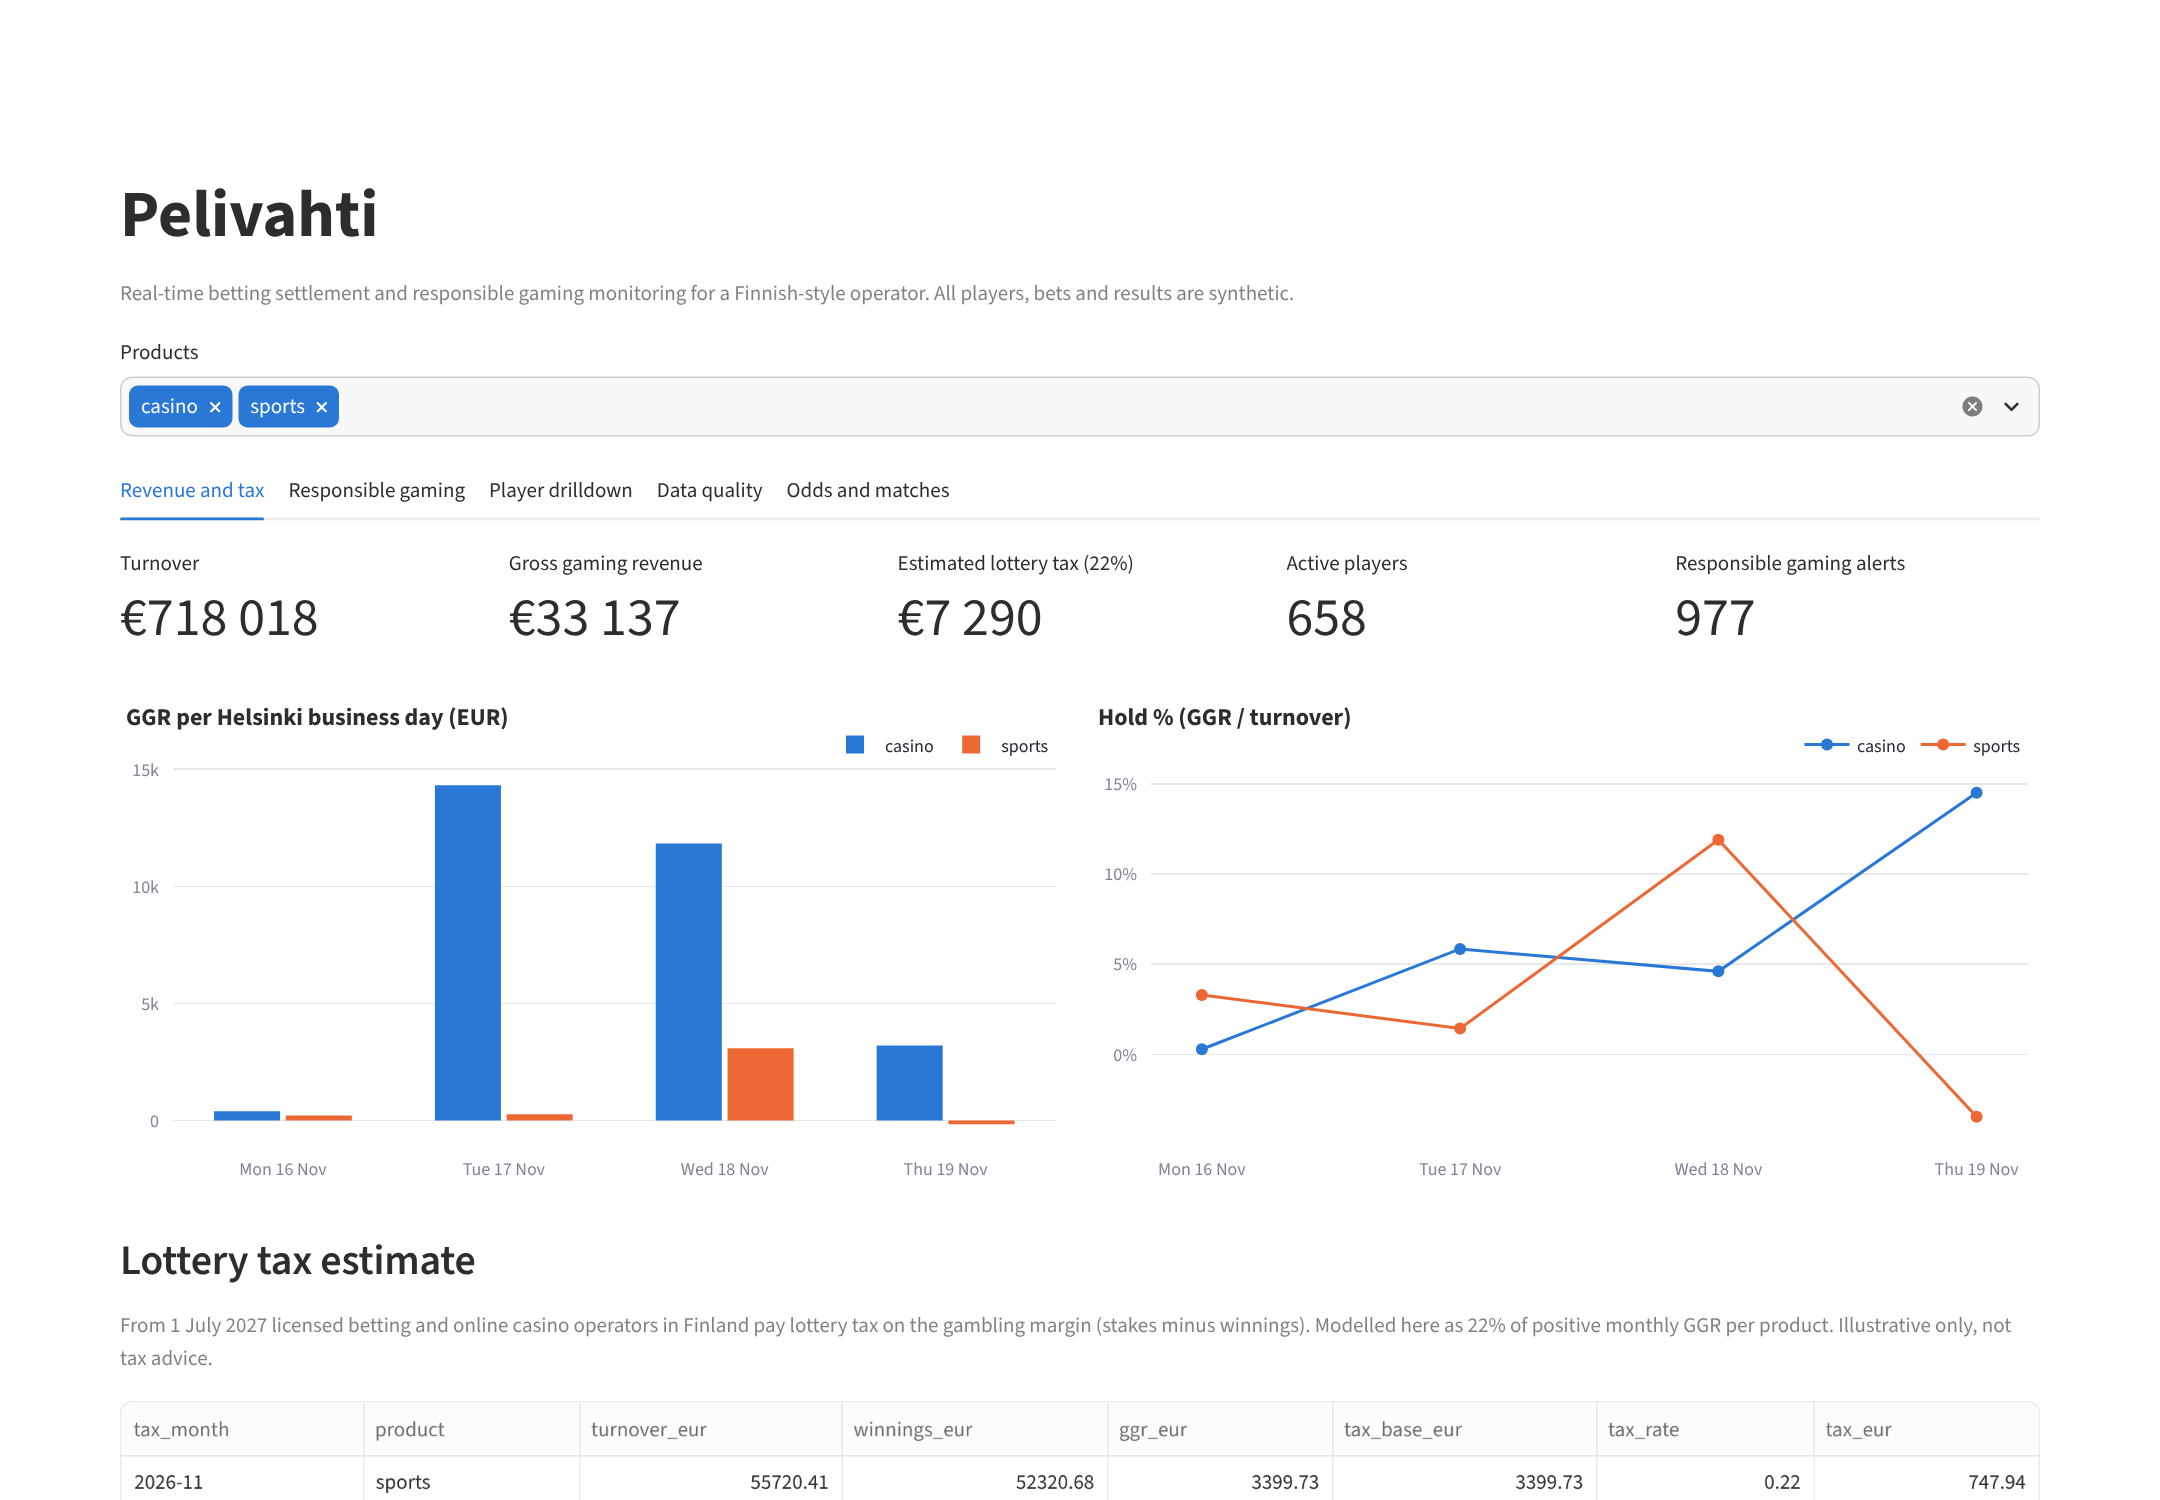 Pelivahti
Real-time betting settlement and responsible gaming monitoring for a Finnish-style operator. All players, bets and results are synthetic.
Products
casino sports
Revenue and tax Responsible gaming Player drilldown Data quality Odds and matches
Turnover Gross gaming revenue Estimated lottery tax (22%) Active players Responsible gaming alerts
€718 018 €33 137 €7 290 658 977
GGR per Helsinki business day (EUR)
casino sports
15k
10k
5k
0
Mon 16 Nov Tue 17 Nov Wed 18 Nov Thu 19 Nov
Hold % (GGR / turnover)
casino sports
15%
10%
5%
0%
Mon 16 Nov Tue 17 Nov Wed 18 Nov Thu 19 Nov
Lottery tax estimate
From 1 July 2027 licensed betting and online casino operators in Finland pay lottery tax on the gambling margin (stakes minus winnings). Modelled here as 22% of positive monthly GGR per product. Illustrative only, not
tax advice.
tax_month product turnover_eur winnings_eur ggr_eur tax_base_eur tax_rate tax_eur
2026-11 sports 55720.41 52320.68 3399.73 3399.73 0.22 747.94